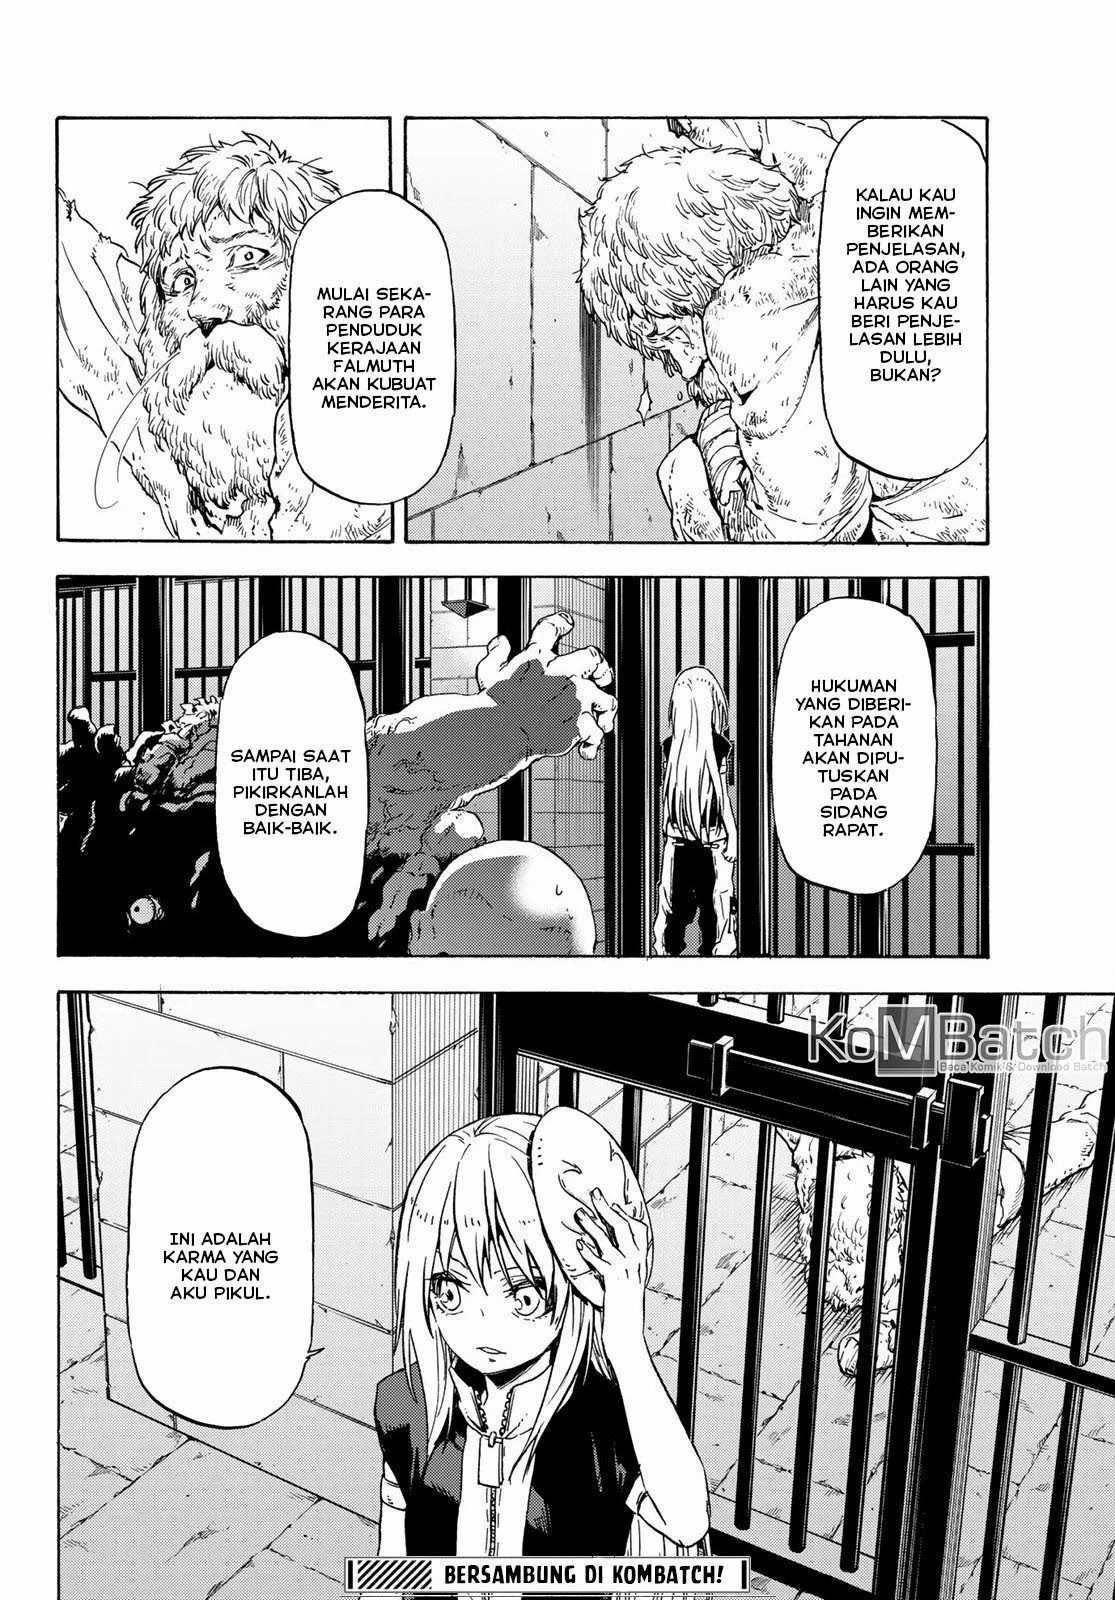 KALAU KAU
INGIN MEM-
BERIKAN
PENJELASAN,
ADA ORANG
LAIN YANG
HARUS KAU
BERI PENJE-
LASAN LEBIH
DULU,
BUKAN?
MULAI SEKA-
RANG PARA
PENDUDUK
KERAJAAN
FALMUTH
AKAN KUBUAT
MENDERITA.
HUKUMAN
YANG DIBERI-
KAN PADA
TAHANAN
AKAN DIPU-
TUSKAN
PADA
SIDANG
RAPAT.
SAMPAI SAAT
ITU TIBA,
PIKIRKANLAH
DENGAN
BAIK-BAIK.
KoMBatch
Baca Komik & Download Batch
INI ADALAH
KARMA YANG
KAU DAN
AKU PIKUL.
BERSAMBUNG DI KOMBATCH!